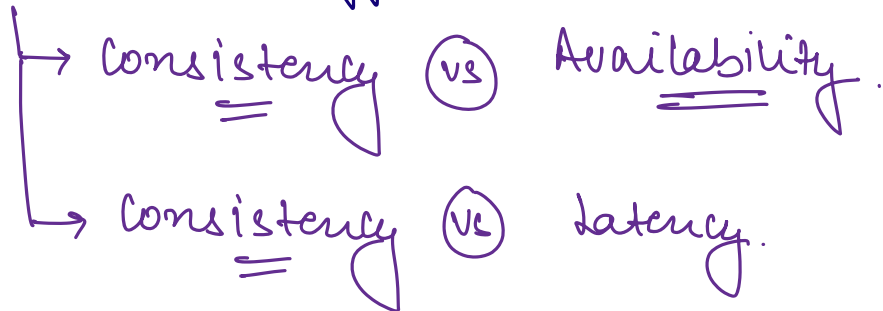 → Consistency vs Availability.
→ Consistency vs Latency.